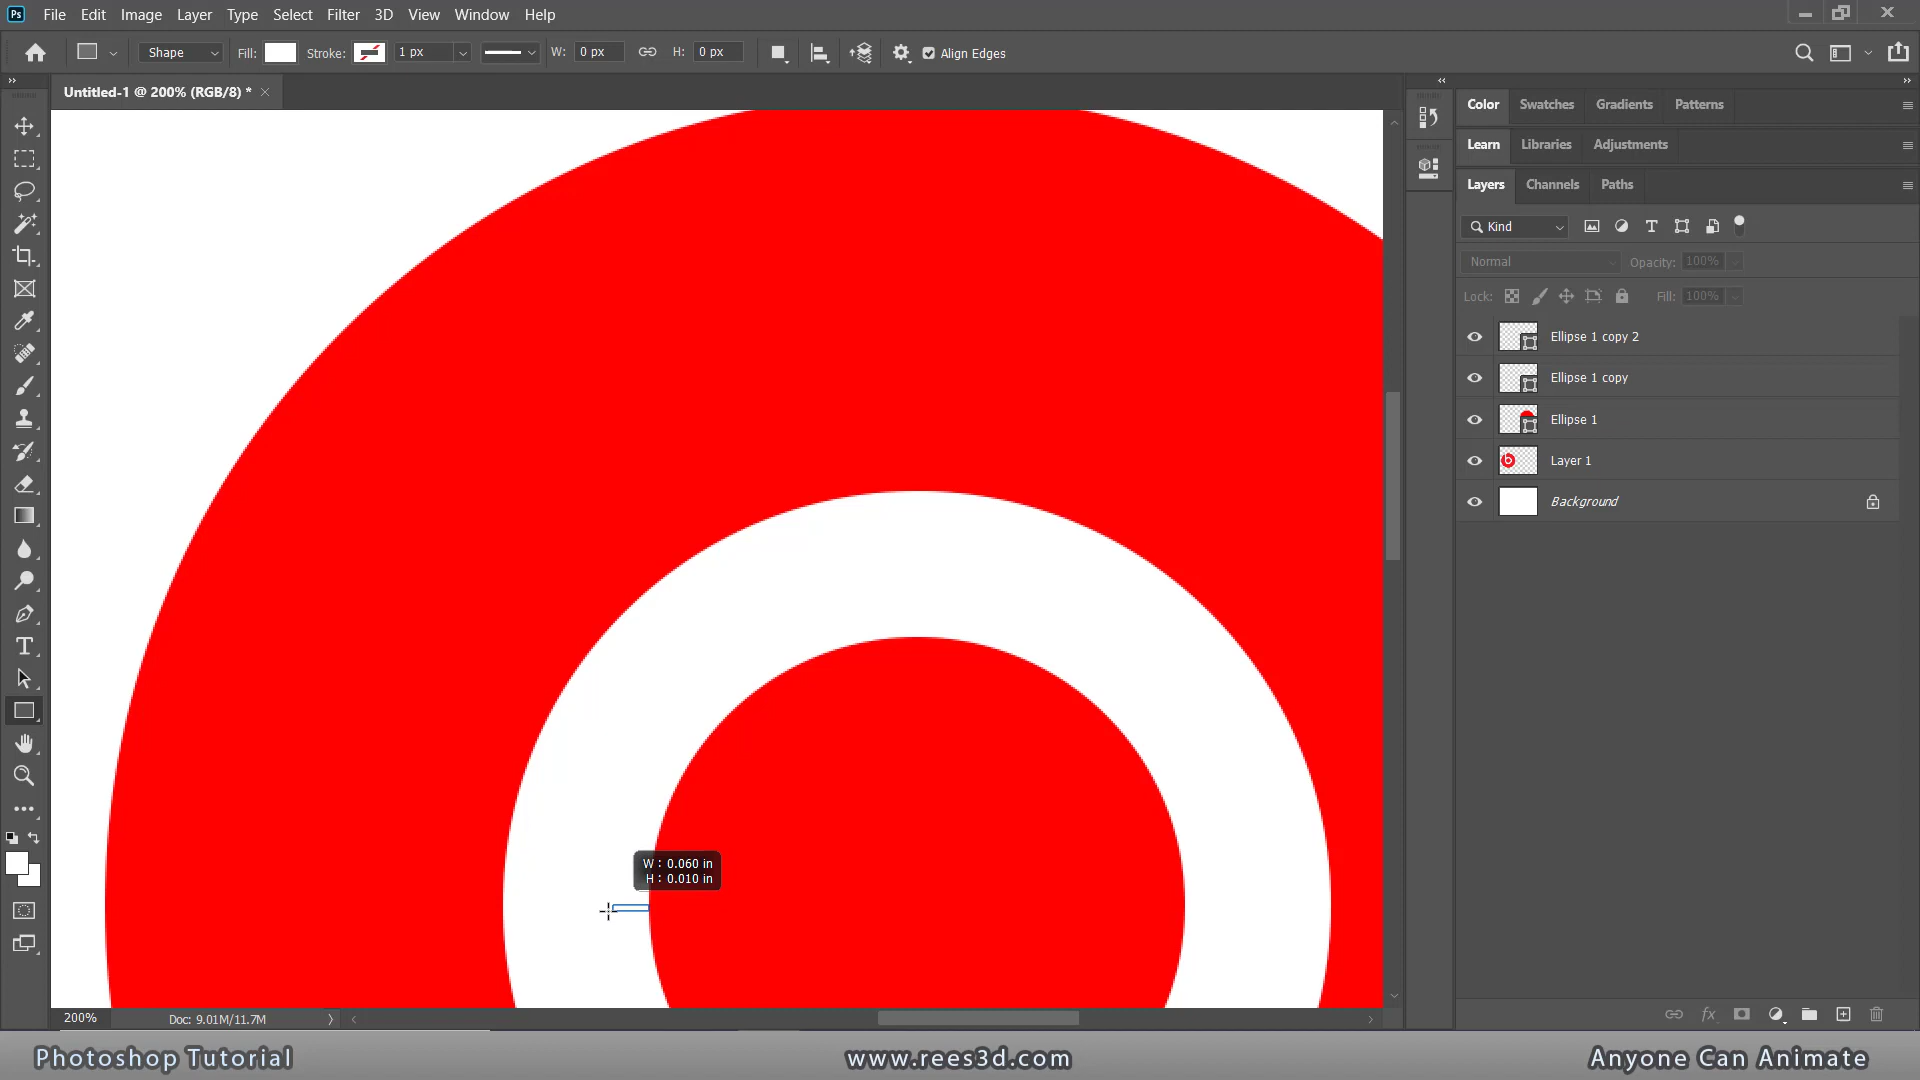 Ps File Edit Image Layer Type Select Filter 3D View Window Help
Shape Fill: Stroke: 1 px W: 0 px H: 0 px Align Edges
Untitled-1 @ 200% (RGB/8) *
Color Swatches Gradients Patterns
Learn Libraries Adjustments
Layers Channels Paths
Kind
Normal Opacity: 100%
Lock: Fill: 100%
Ellipse 1 copy 2
Ellipse 1 copy
Ellipse 1
Layer 1
Background
W : 0.060 in
H : 0.010 in
200% Doc: 9.01M/11.7M
Photoshop Tutorial www.rees3d.com Anyone Can Animate